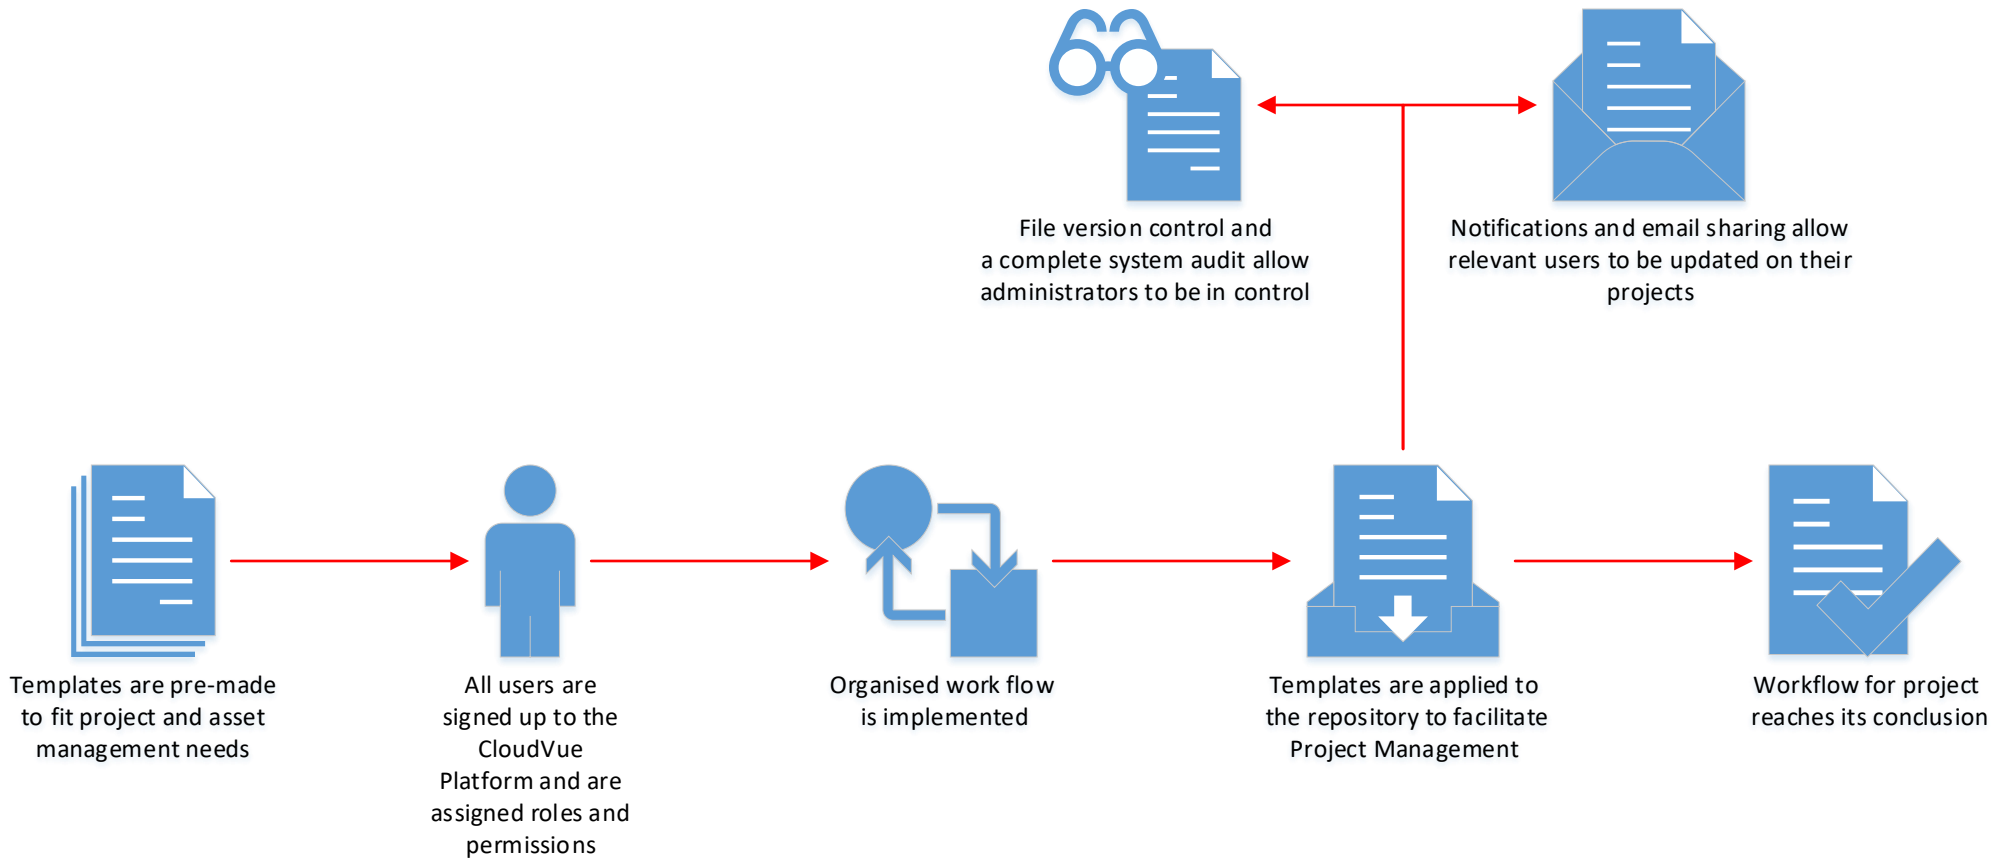 File version control and
a complete system audit allow
administrators to be in control
Notifications and email sharing allow
relevant users to be updated on their
projects
Templates are pre-made
to fit project and asset
management needs
All users are
signed up to the
CloudVue
Platform and are
assigned roles and
permissions
Organised work flow
is implemented
Templates are applied to
the repository to facilitate
Project Management
Workflow for project
reaches its conclusion